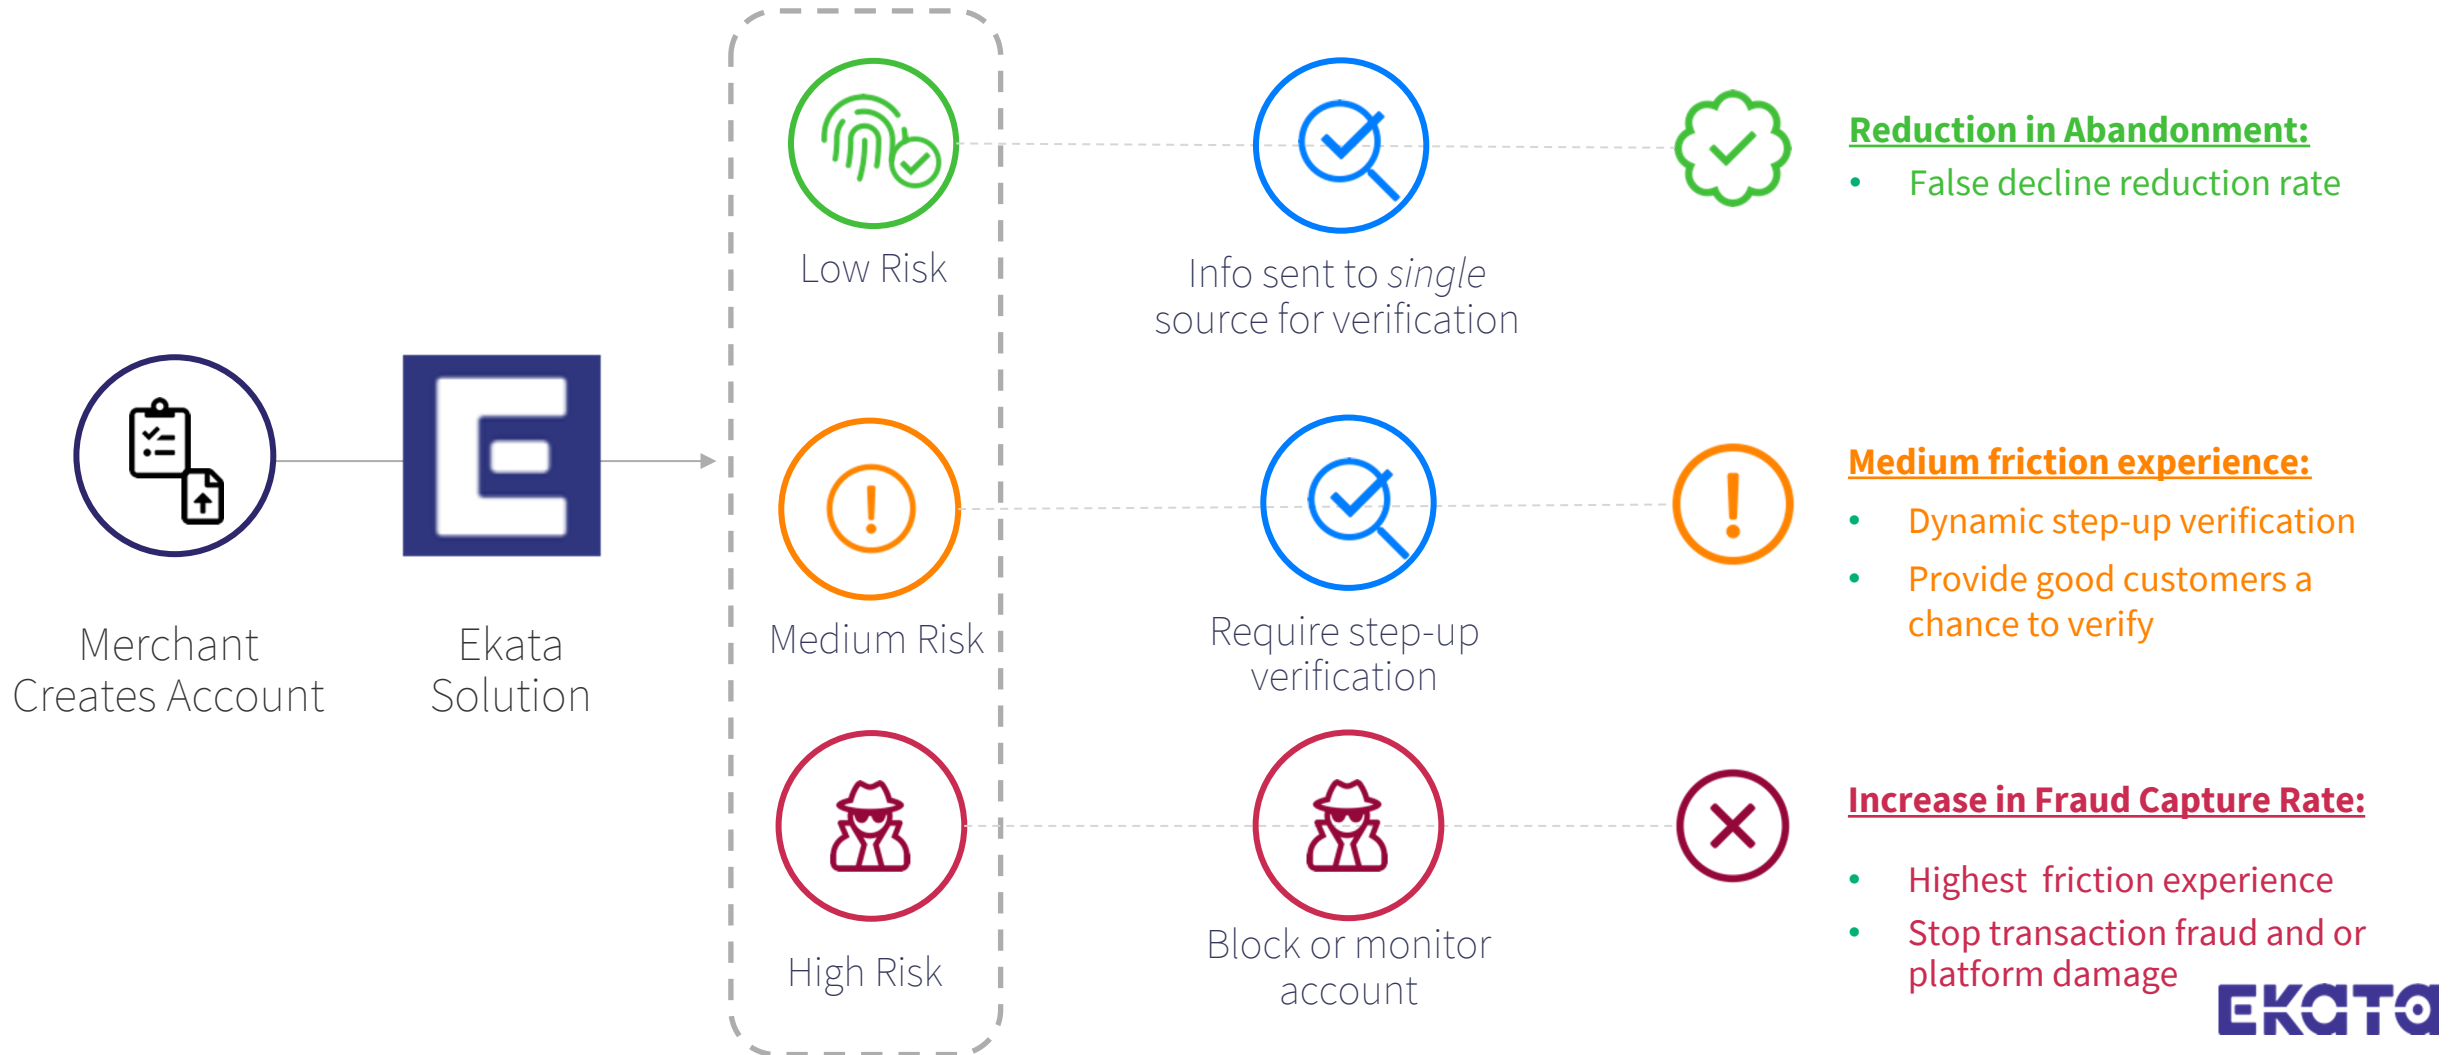 Merchant
Creates Account
Ekata
Solution
Low Risk
Medium Risk
High Risk
Info sent to single
source for verification
Require step-up
verification
Block or monitor
account
Reduction in Abandonment:
• False decline reduction rate
Medium friction experience:
• Dynamic step-up verification
• Provide good customers a
chance to verify
Increase in Fraud Capture Rate:
• Highest  friction experience
• Stop transaction fraud and or
platform damage
EKATA